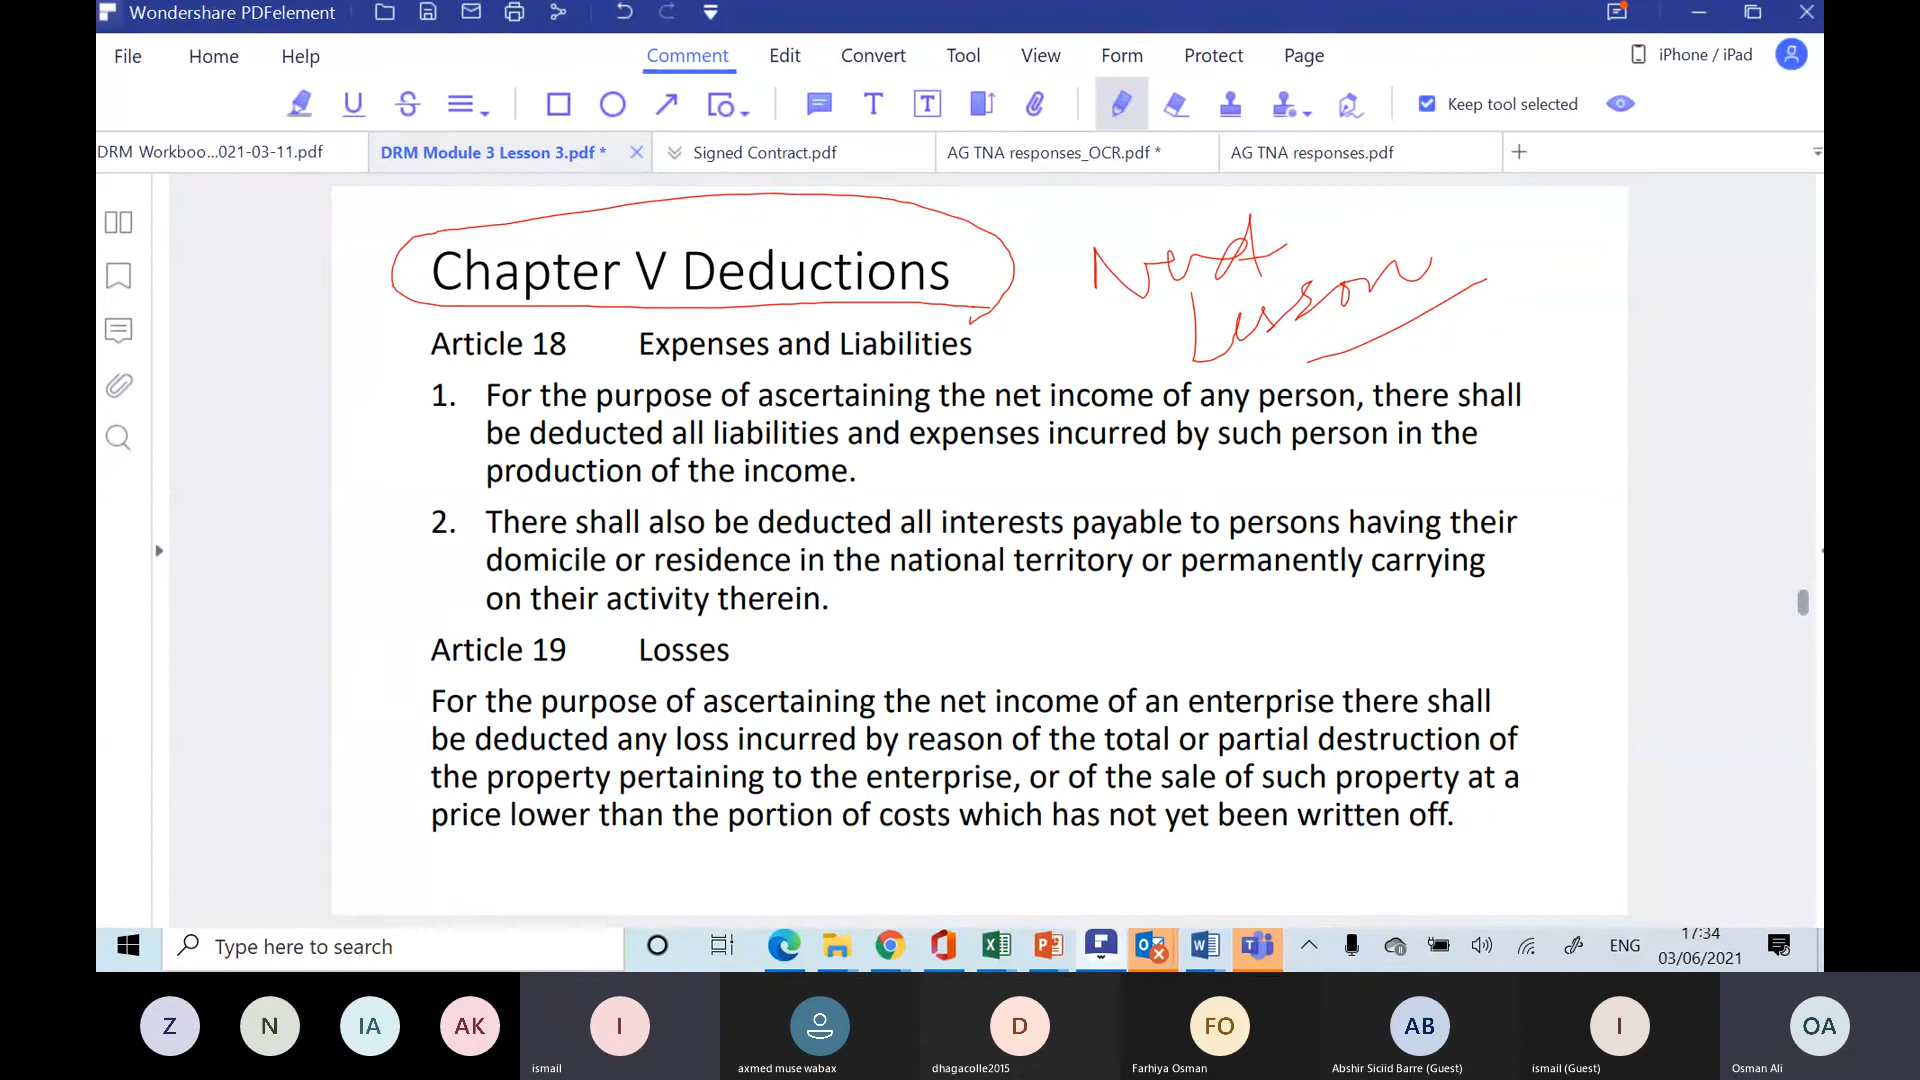 Wondershare PDFelement
File Home Help Comment Edit Convert Tool View Form Protect Page iPhone / iPad
Keep tool selected
DRM Workboo...021-03-11.pdf DRM Module 3 Lesson 3.pdf * Signed Contract.pdf AG TNA responses_OCR.pdf * AG TNA responses.pdf
Chapter V Deductions
Next
Lesson
Article 18 Expenses and Liabilities
1. For the purpose of ascertaining the net income of any person, there shall
be deducted all liabilities and expenses incurred by such person in the
production of the income.
2. There shall also be deducted all interests payable to persons having their
domicile or residence in the national territory or permanently carrying
on their activity therein.
Article 19 Losses
For the purpose of ascertaining the net income of an enterprise there shall
be deducted any loss incurred by reason of the total or partial destruction of
the property pertaining to the enterprise, or of the sale of such property at a
price lower than the portion of costs which has not yet been written off.
Type here to search
ENG
17:34
03/06/2021
Z N IA AK I D FO AB I OA
ismail axmed muse wabax dhagacolle2015 Farhiya Osman Abshir Siciid Barre (Guest) ismail (Guest) Osman Ali